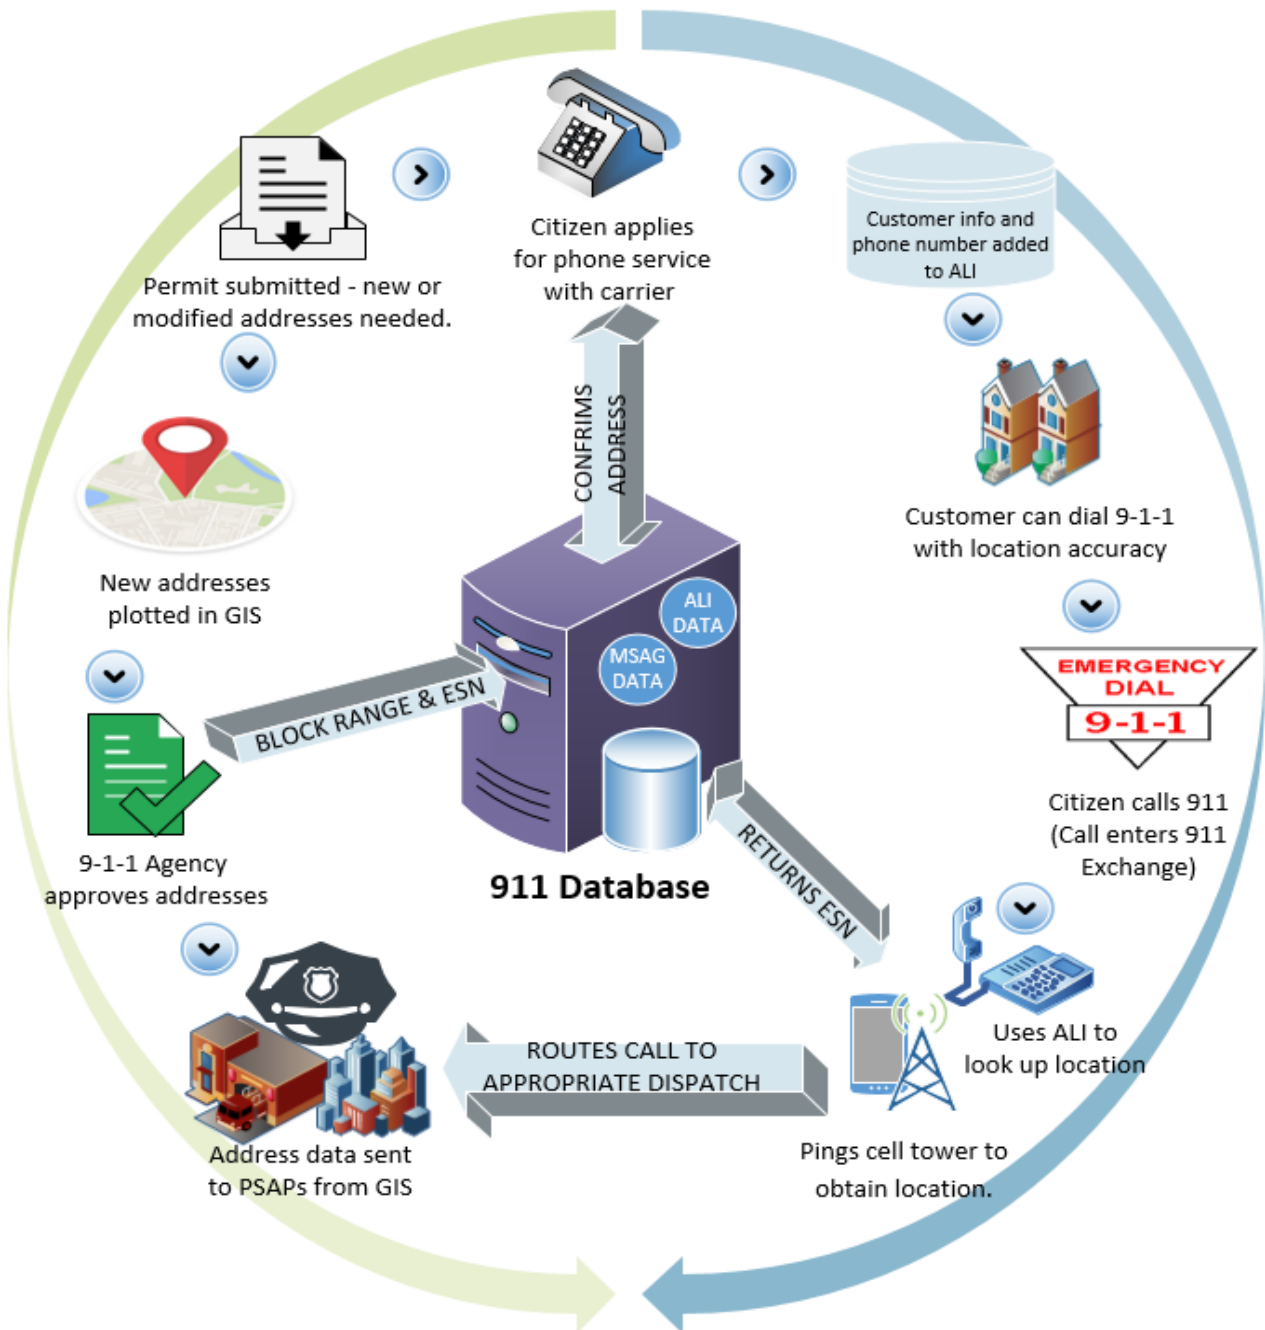 Citizen applies
for phone service
with carrier
Customer info and
phone number added
to ALI
Permit submitted - new or
modified addresses needed.
CONFRIMS
ADDRESS
Customer can dial 9-1-1
with location accuracy
New addresses
plotted in GIS
ALI
DATA
MSAG
DATA
BLOCK RANGE & ESN
EMERGENCY
DIAL
9-1-1
Citizen calls 911
(Call enters 911
Exchange)
9-1-1 Agency
approves addresses
911 Database
RETURNS ESN
Uses ALI to
look up location
ROUTES CALL TO
APPROPRIATE DISPATCH
Address data sent
to PSAPs from GIS
Pings cell tower to
obtain location.